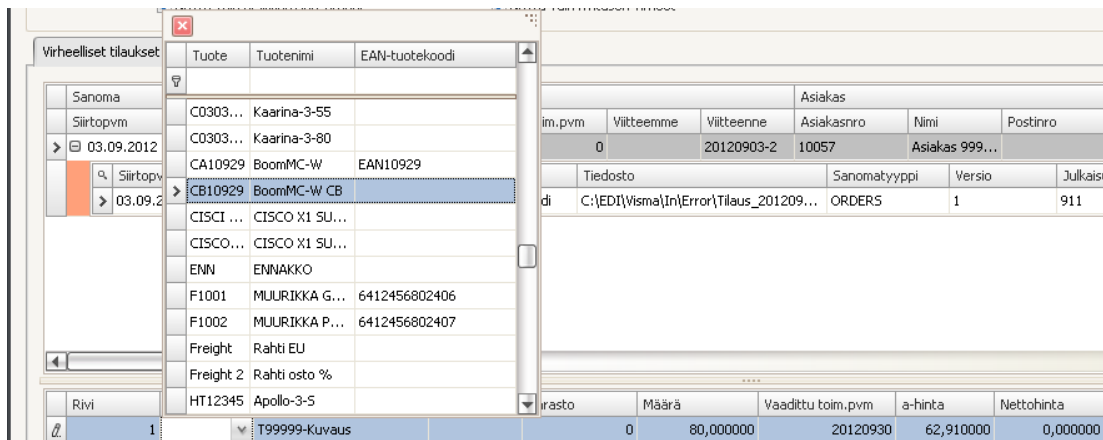 Virheelliset tilaukset
Tuote Tuotenimi EAN-tuotekoodi
C0303... Kaarina-3-55
C0303... Kaarina-3-80
CA10929 BoomMC-W EAN10929
CB10929 BoomMC-W CB
CISCI ... CISCO X1 SU...
CISCO... CISCO X1 SU...
ENN ENNAKKO
F1001 MUURIKKA G... 6412456802406
F1002 MUURIKKA P... 6412456802407
Freight Rahti EU
Freight 2 Rahti osto %
HT12345 Apollo-3-S
Sanoma Asiakas
Siirtopvm im.pvm Viitteemme Viitteenne Asiakasnro Nimi Postinro
03.09.2012 0 20120903-2 10057 Asiakas 999...
Siirtopv Tiedosto Sanomatyyppi Versio Julkaisu
03.09.2 di C:\EDI\Visma\In\Error\Tilaus_201209... ORDERS 1 911
Rivi arasto Määrä Vaadittu toim.pvm a-hinta Nettohinta
1 T99999-Kuvaus 0 80,000000 20120930 62,910000 0,000000